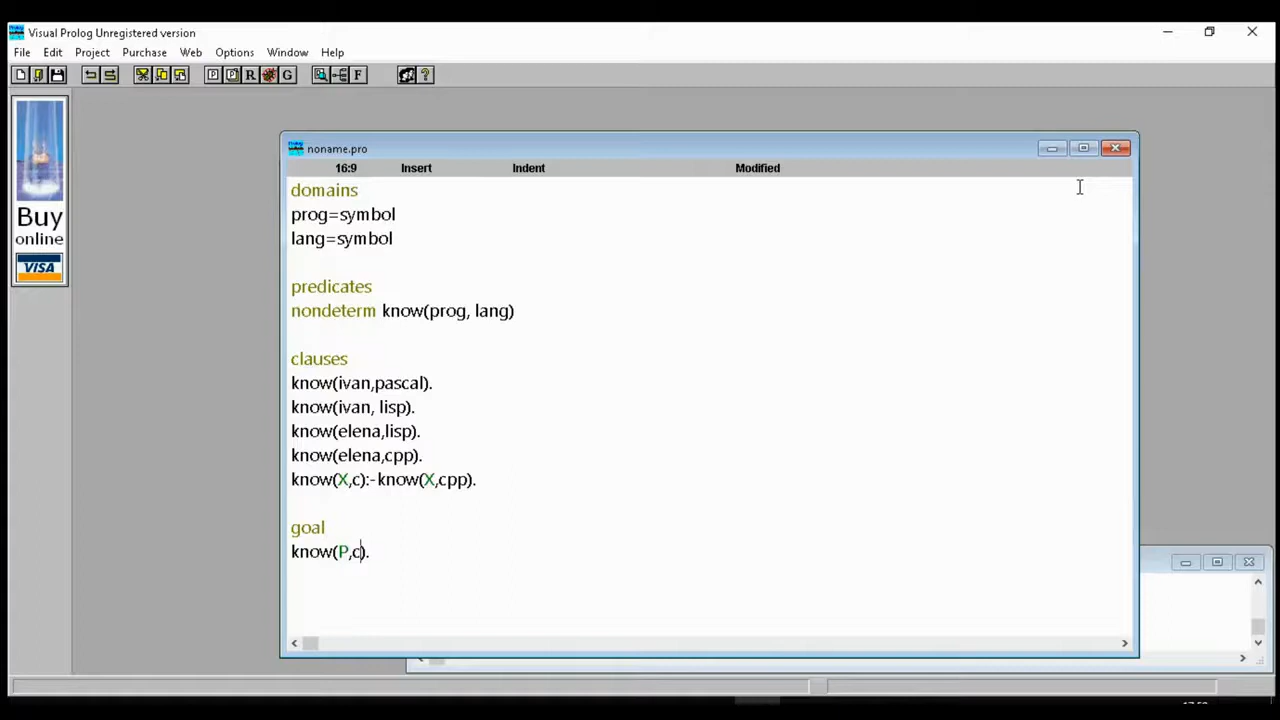 Visual Prolog Unregistered version
File Edit Project Purchase Web Options Window Help
R G F ?
Buy
online
VISA
noname.pro
16:9 Insert Indent Modified
domains
prog=symbol
lang=symbol
predicates
nondeterm know(prog, lang)
clauses
know(ivan,pascal).
know(ivan, lisp).
know(elena,lisp).
know(elena,cpp).
know(X,c):-know(X,cpp).
goal
know(P,c).